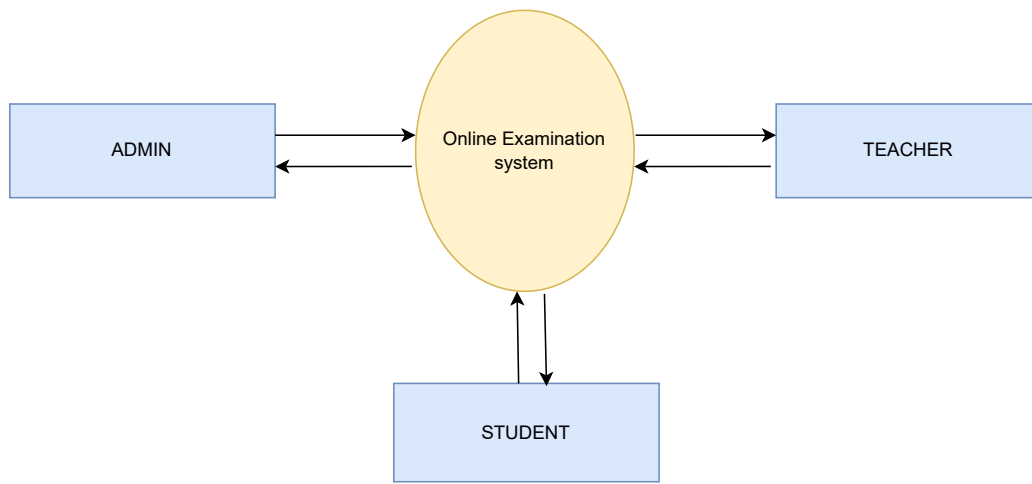 ADMIN
Online Examination
system
TEACHER
STUDENT